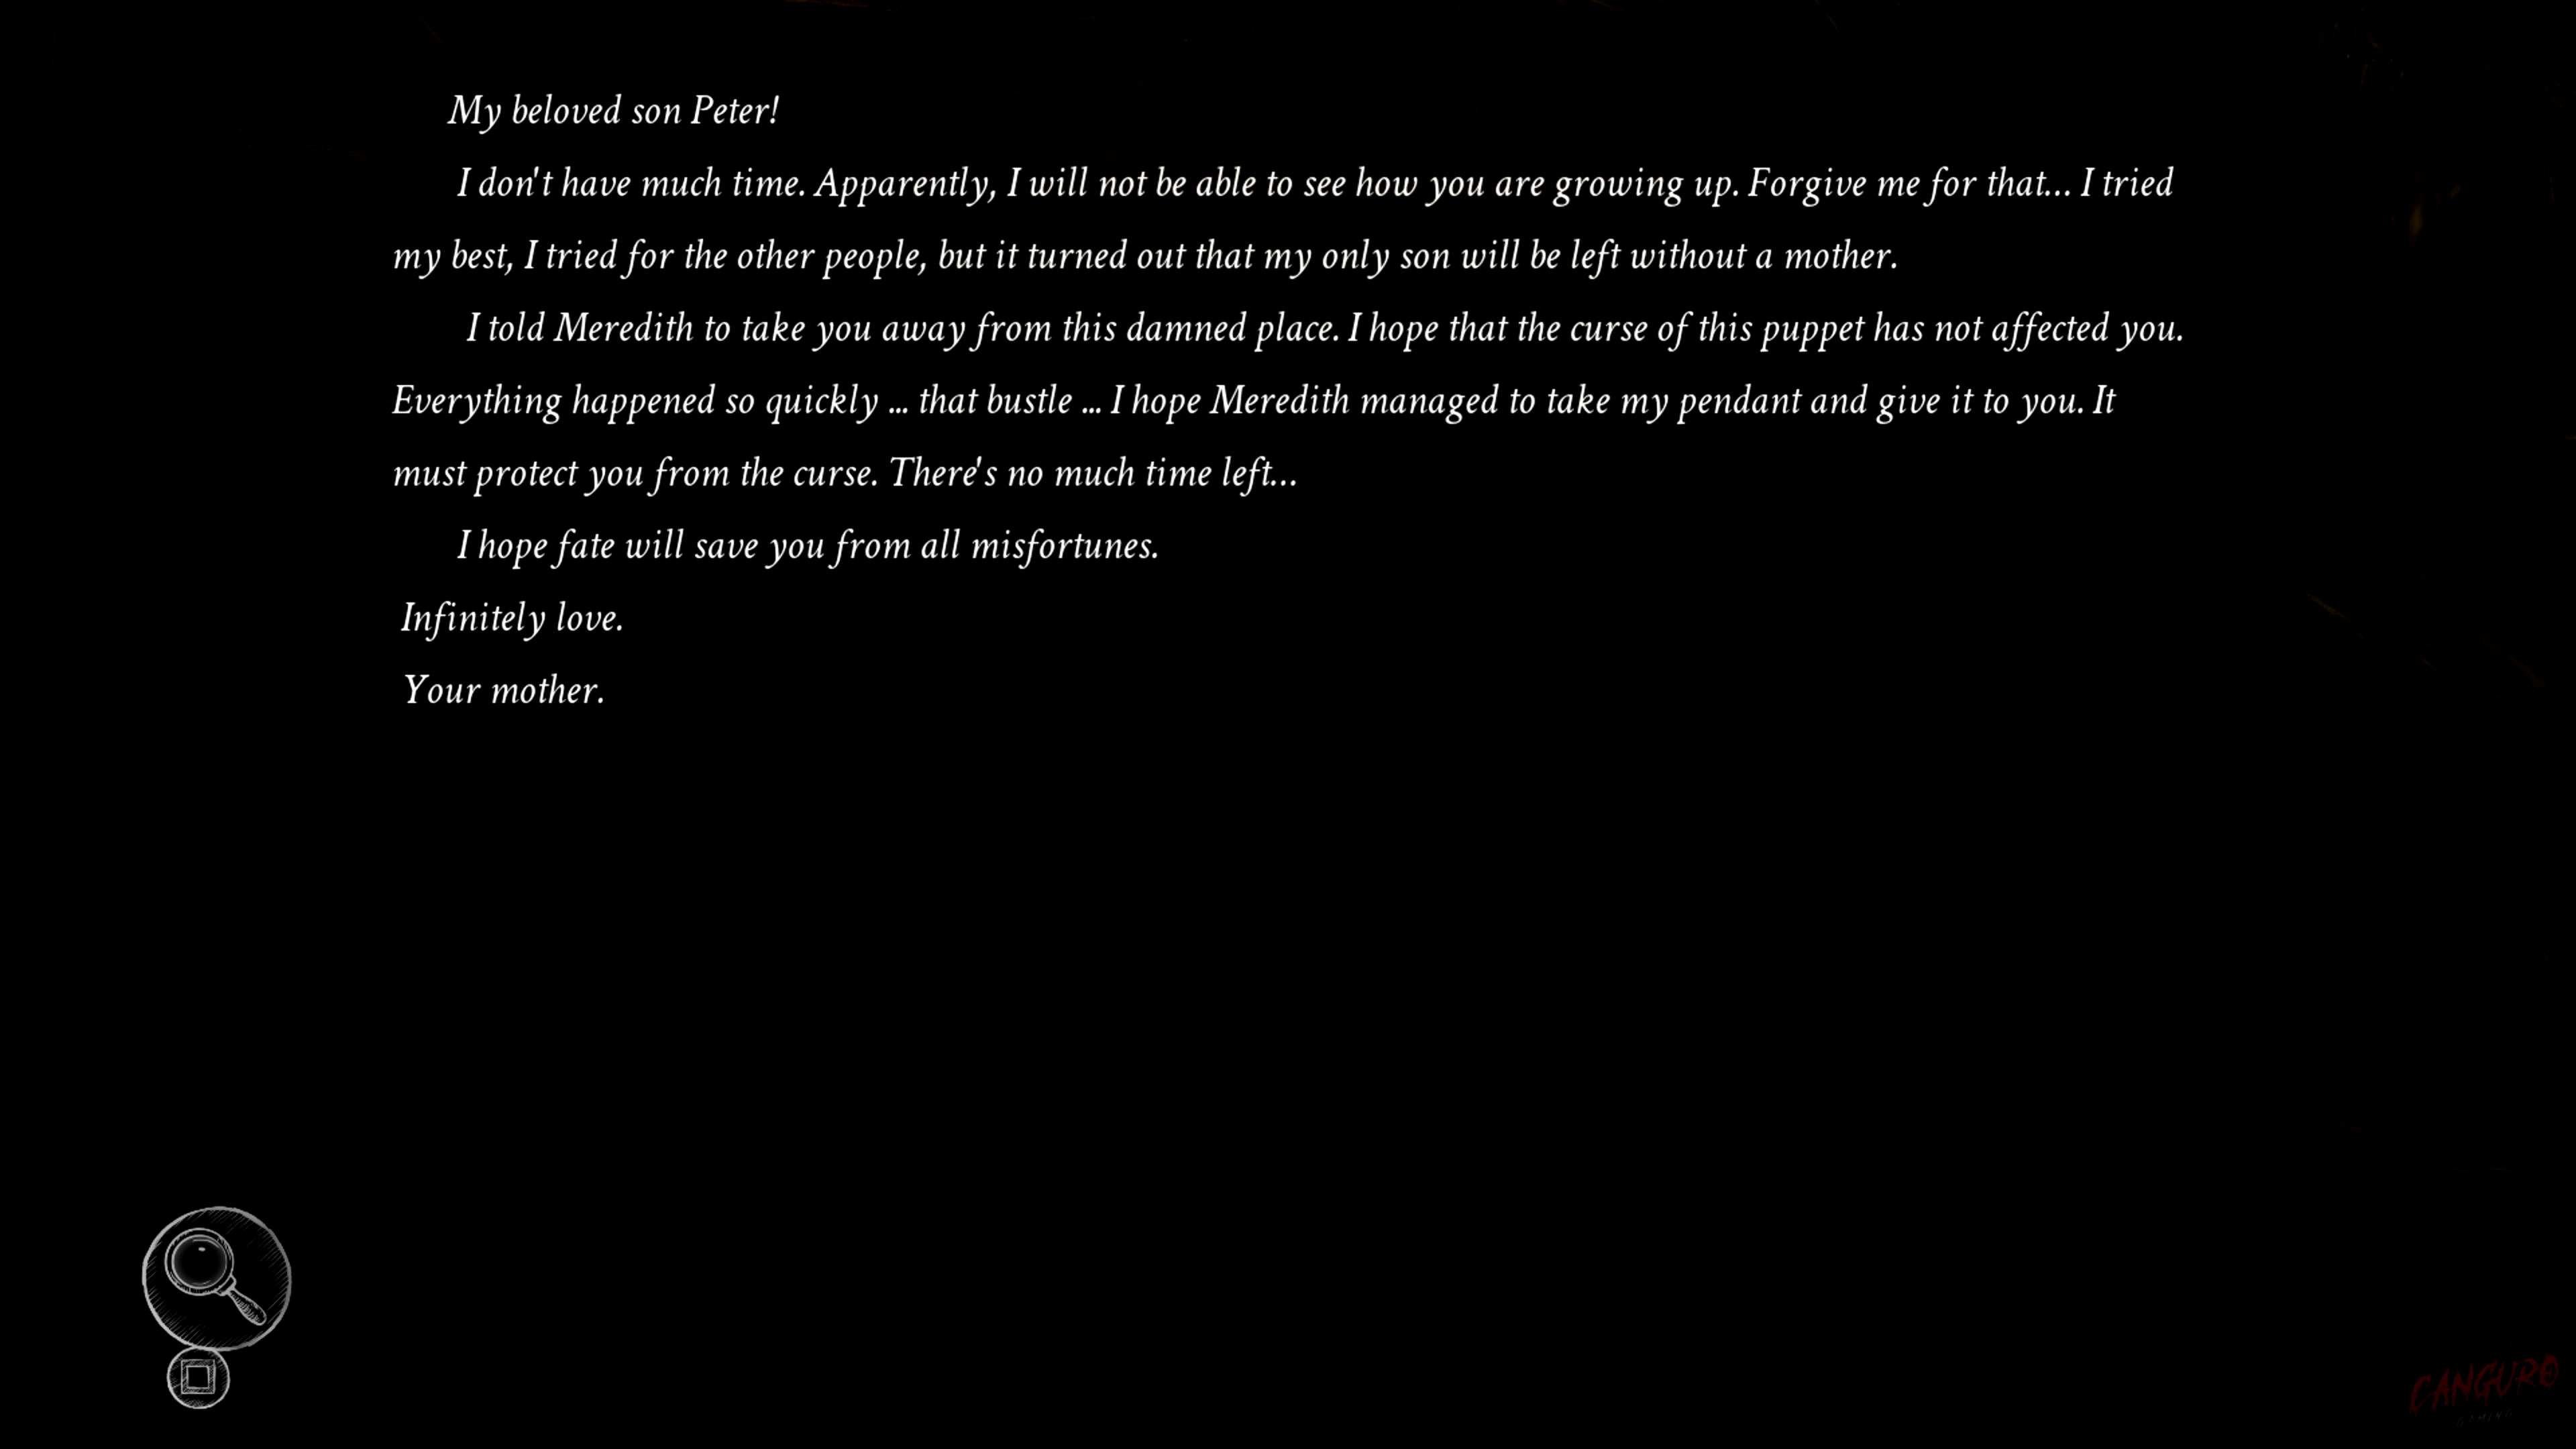 My beloved son Peter!
I don't have much time. Apparently, I will not be able to see how you are growing up. Forgive me for that... I tried
my best, I tried for the other people, but it turned out that my only son will be left without a mother.
I told Meredith to take you away from this damned place. I hope that the curse of this puppet has not affected you.
Everything happened so quickly ... that bustle ... I hope Meredith managed to take my pendant and give it to you. It
must protect you from the curse. There's no much time left...
I hope fate will save you from all misfortunes.
Infinitely love.
Your mother.
CANGURO
GAMING